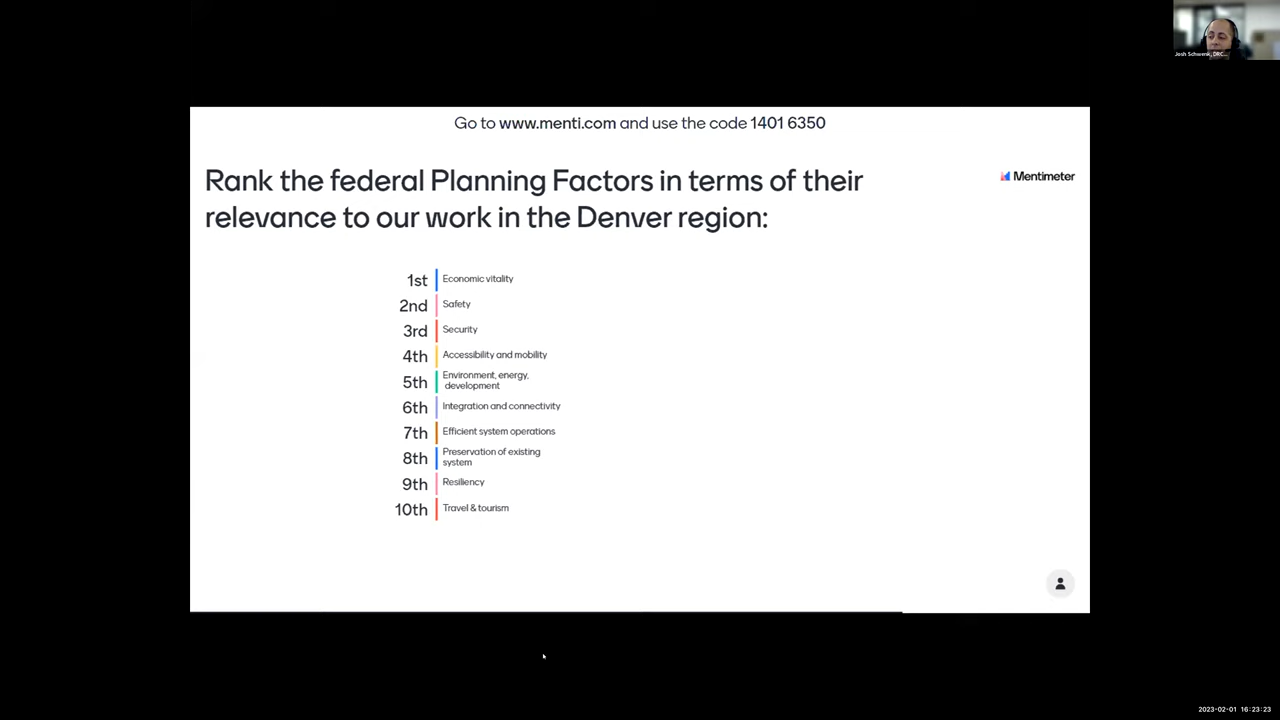 Josh Schwenk, DRC...
Go to www.menti.com and use the code 1401 6350
Rank the federal Planning Factors in terms of their
relevance to our work in the Denver region:
Mentimeter
1st Economic vitality
2nd Safety
3rd Security
4th Accessibility and mobility
5th Environment, energy,
development
6th Integration and connectivity
7th Efficient system operations
8th Preservation of existing
system
9th Resiliency
10th Travel & tourism
2023-02-01 16:23:23